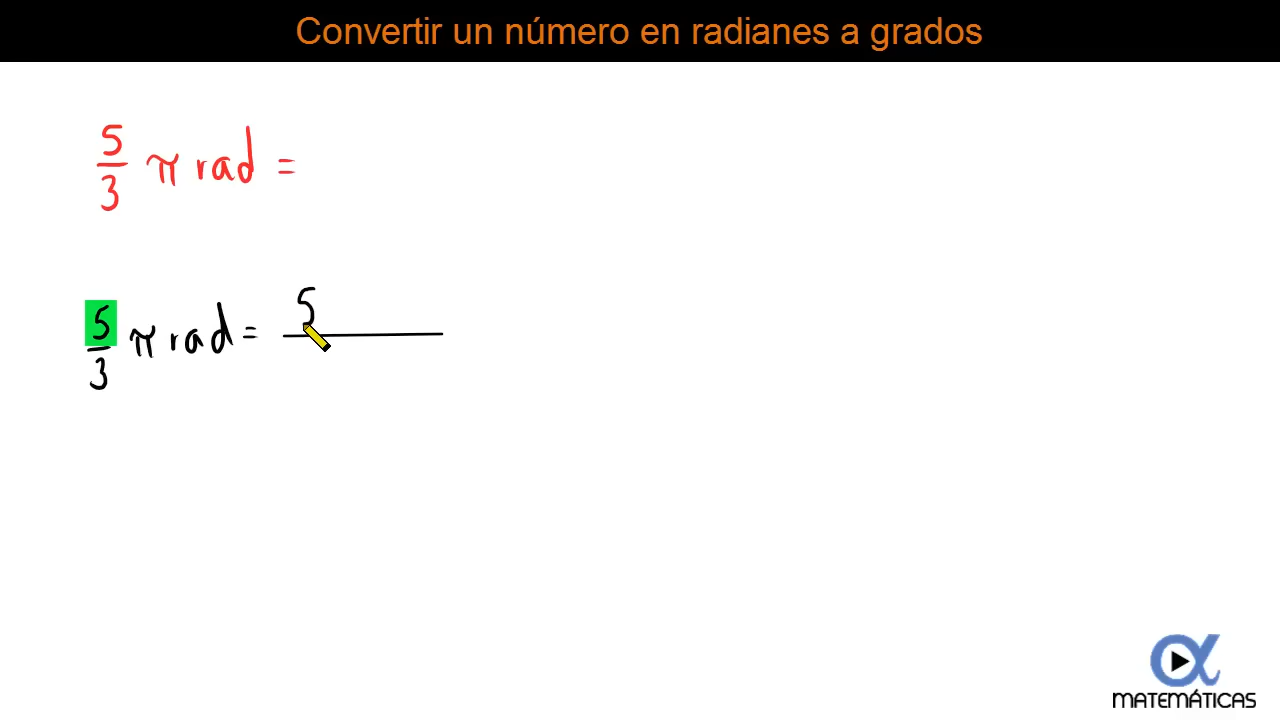 Convertir un número en radianes a grados
5/3 π rad =
5/3 π rad = 5
MATEMÁTICAS